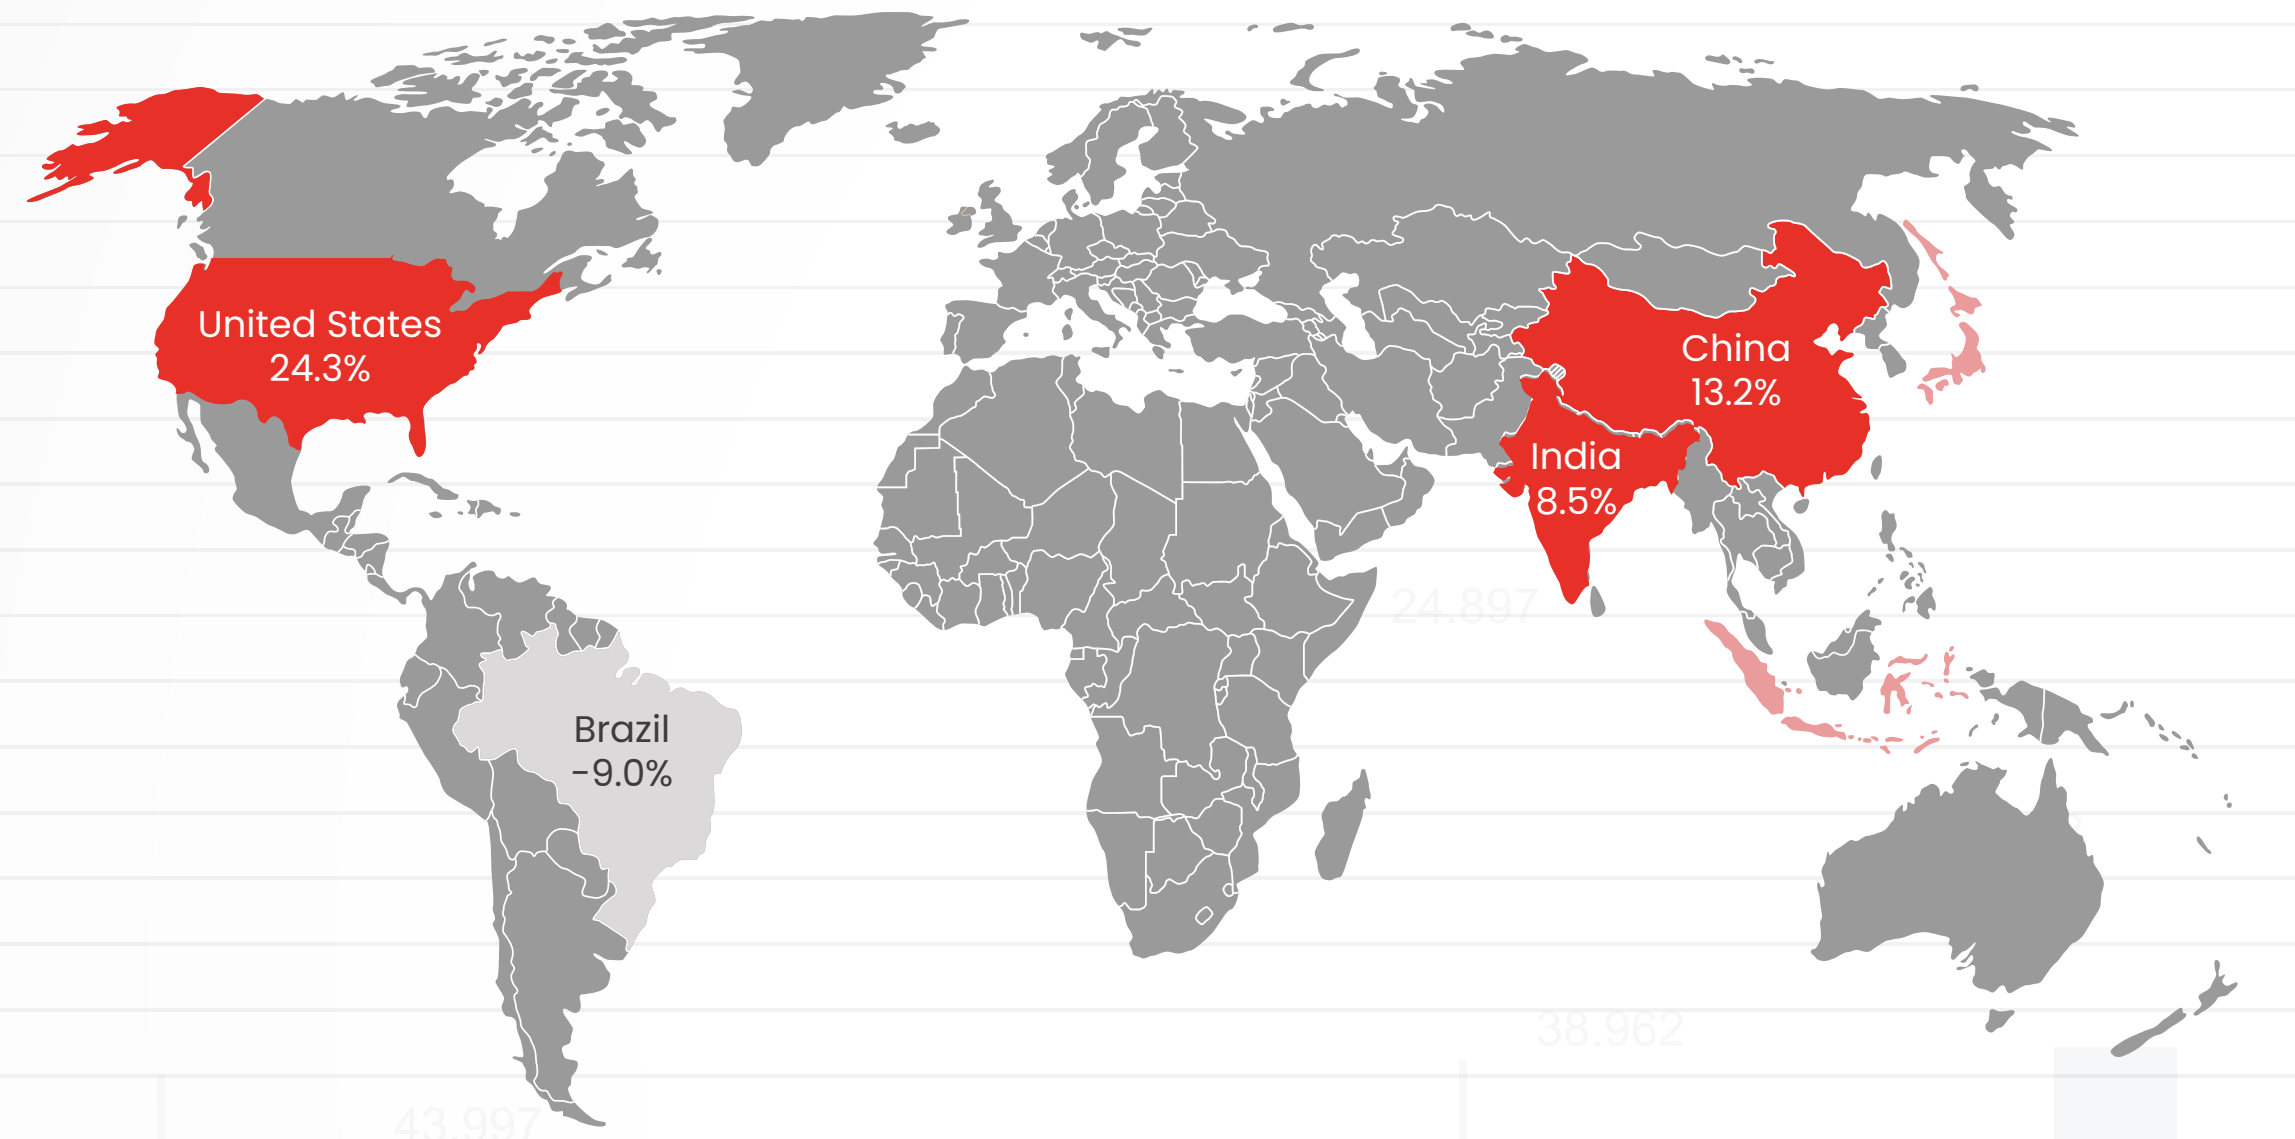 United States
24.3%
China
13.2%
India
8.5%
24.897
Brazil
-9.0%
38.962
43.997